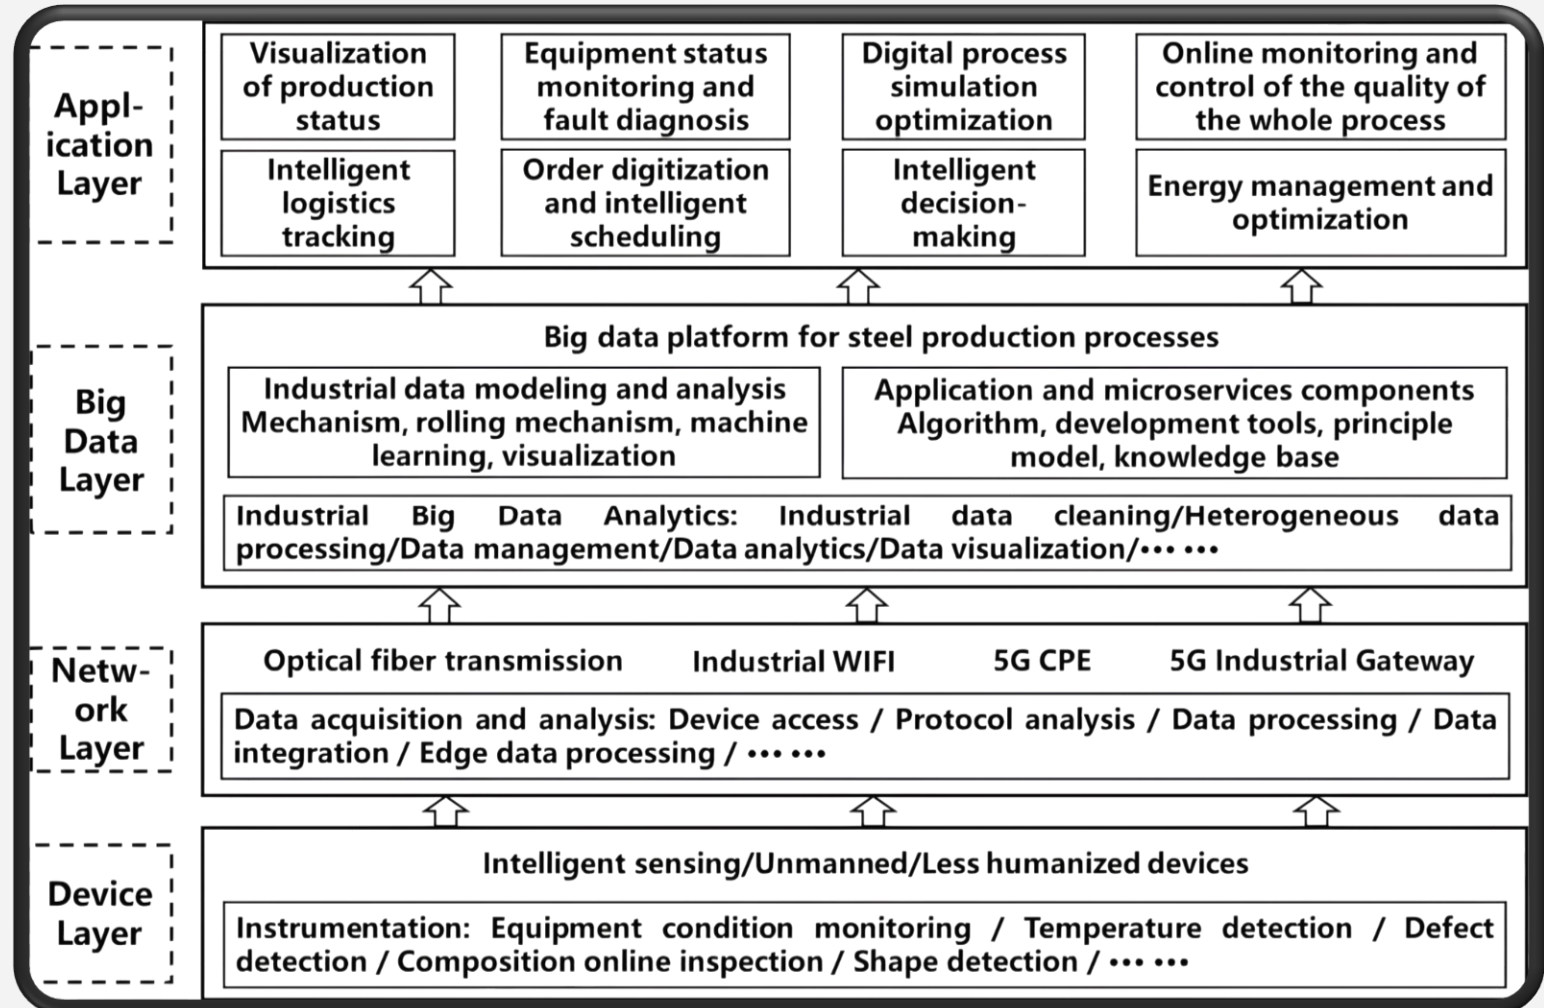 Appl-
ication
Layer
Visualization
of production
status
Equipment status
monitoring and
fault diagnosis
Digital process
simulation
optimization
Online monitoring and
control of the quality of
the whole process
Intelligent
logistics
tracking
Order digitization
and intelligent
scheduling
Intelligent
decision-
making
Energy management and
optimization
Big
Data
Layer
Big data platform for steel production processes
Industrial data modeling and analysis
Mechanism, rolling mechanism, machine
learning, visualization
Application and microservices components
Algorithm, development tools, principle
model, knowledge base
Industrial Big Data Analytics: Industrial data cleaning/Heterogeneous data
processing/Data management/Data analytics/Data visualization/••• •••
Netw-
ork
Layer
Optical fiber transmission
Industrial WIFI
5G CPE
5G Industrial Gateway
Data acquisition and analysis: Device access / Protocol analysis / Data processing / Data
integration / Edge data processing / ••• •••
Device
Layer
Intelligent sensing/Unmanned/Less humanized devices
Instrumentation: Equipment condition monitoring / Temperature detection / Defect
detection / Composition online inspection / Shape detection / ••• •••